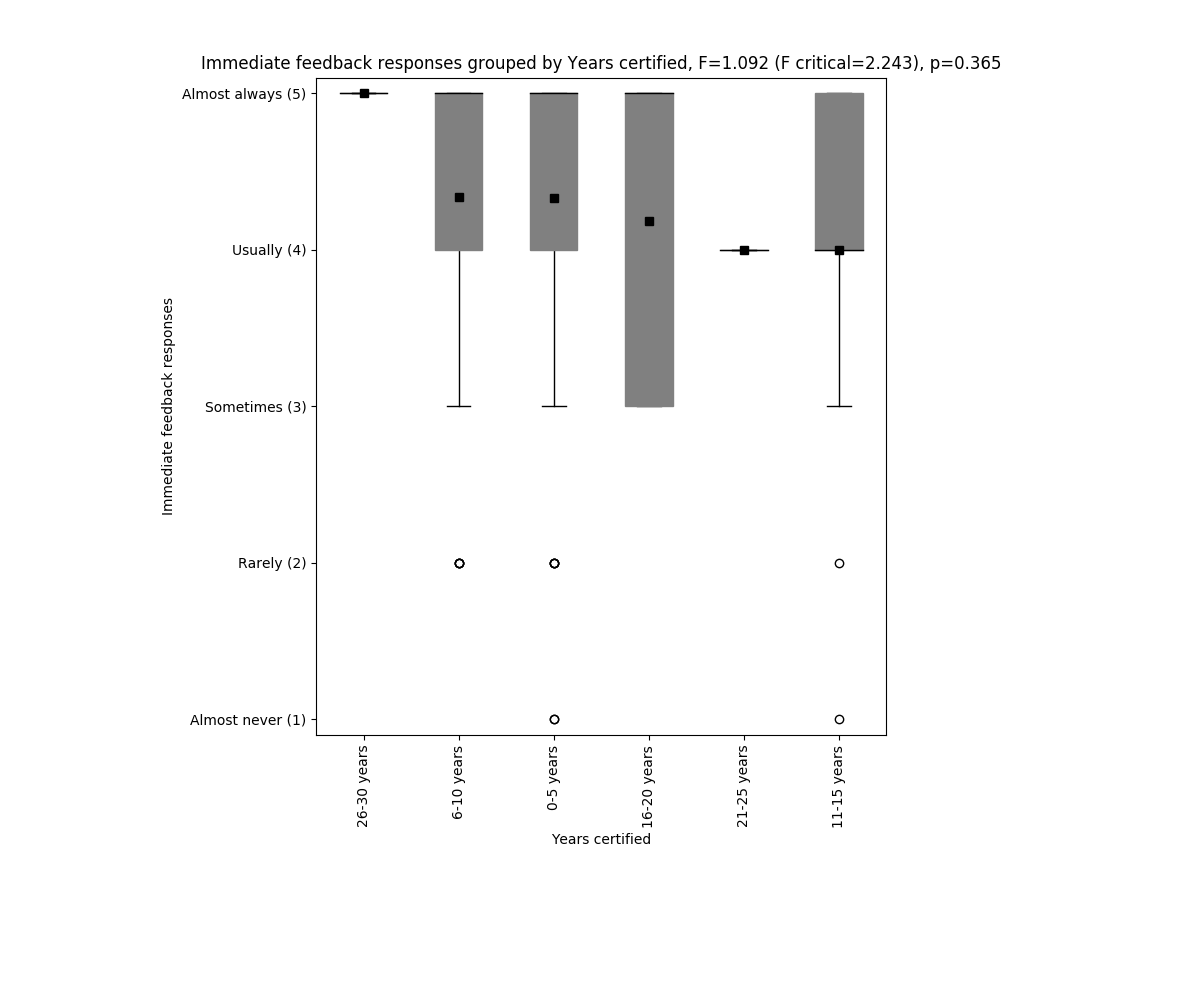 Immediate feedback responses grouped by Years certified, F=1.092 (F critical=2.243), p=0.365
Almost always (5)
Usually (4)
Sometimes (3)
Rarely (2)
Almost never (1)
Immediate feedback responses
26-30 years
6-10 years
0-5 years
16-20 years
21-25 years
11-15 years
Years certified